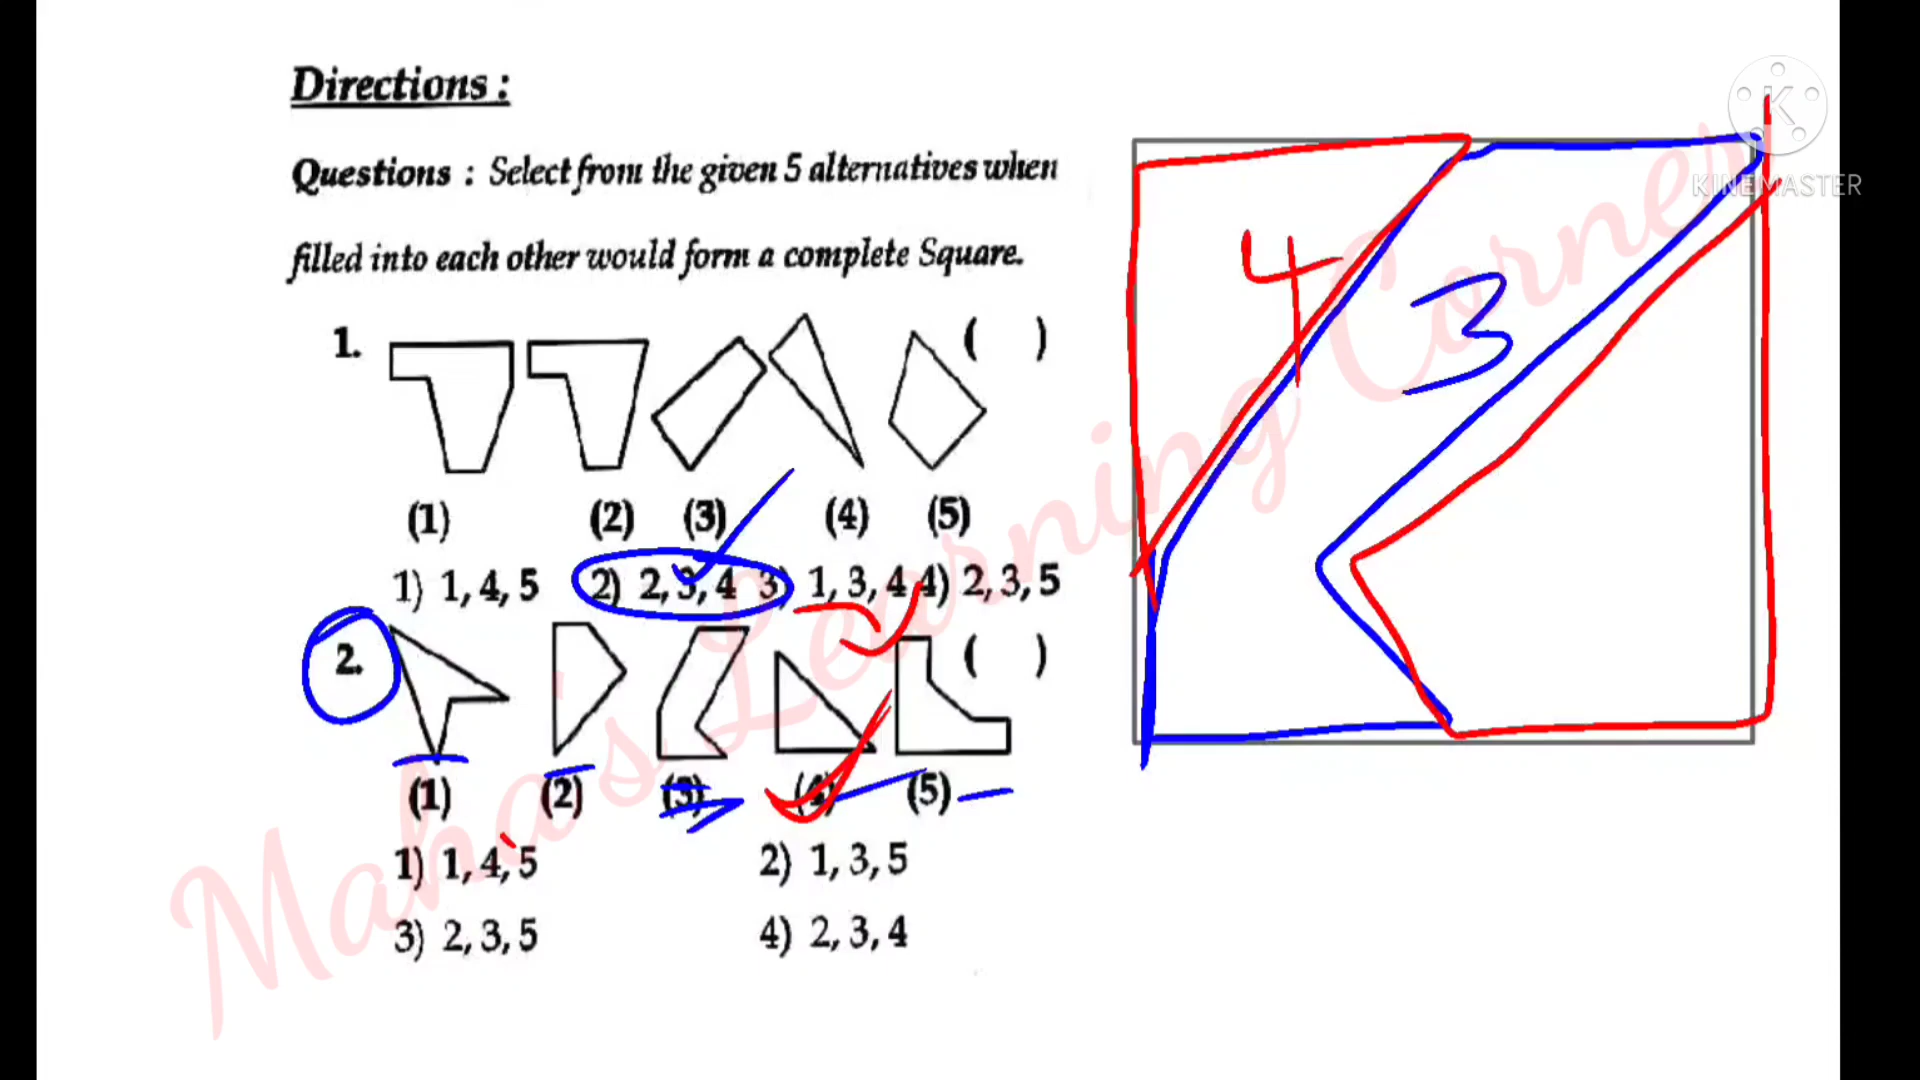 Directions :
Questions : Select from the given 5 alternatives when
filled into each other would form a complete Square.
1. ( )
(1) (2) (3) (4) (5)
1) 1, 4, 5 2) 2, 3, 4 3) 1, 3, 4 4) 2, 3, 5
2. ( )
(1) (2) (3) (4) (5)
1) 1, 4, 5 2) 1, 3, 5
3) 2, 3, 5 4) 2, 3, 4
4
3
K
KINEMASTER
Maha's Learning Corner